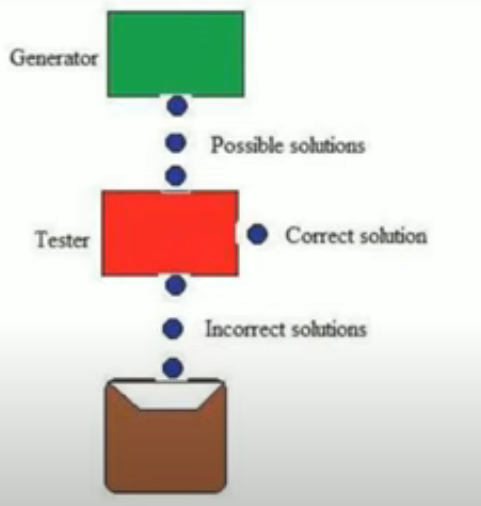 Generator
Possible solutions
Tester
Correct solution
Incorrect solutions